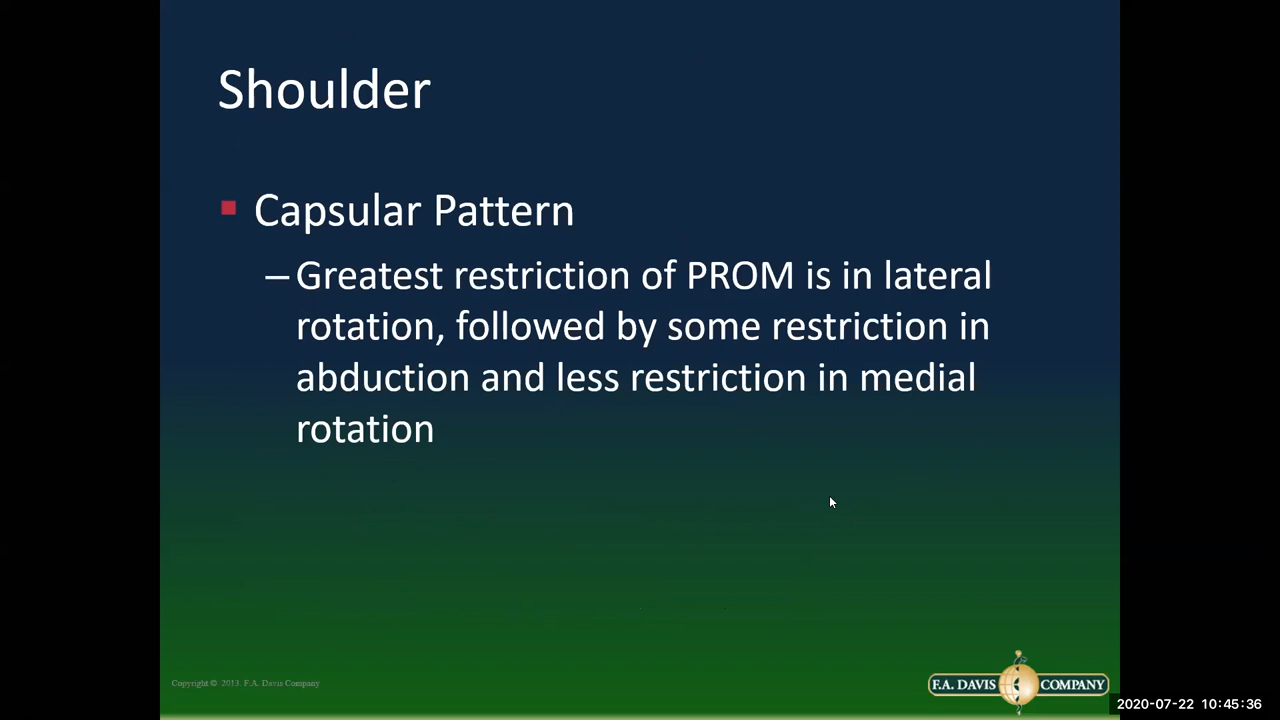 Shoulder
Capsular Pattern
–Greatest restriction of PROM is in lateral
rotation, followed by some restriction in
abduction and less restriction in medial
rotation
Copyright © 2013. F.A. Davis Company
F.A. DAVIS COMPANY
2020-07-22 10:45:36